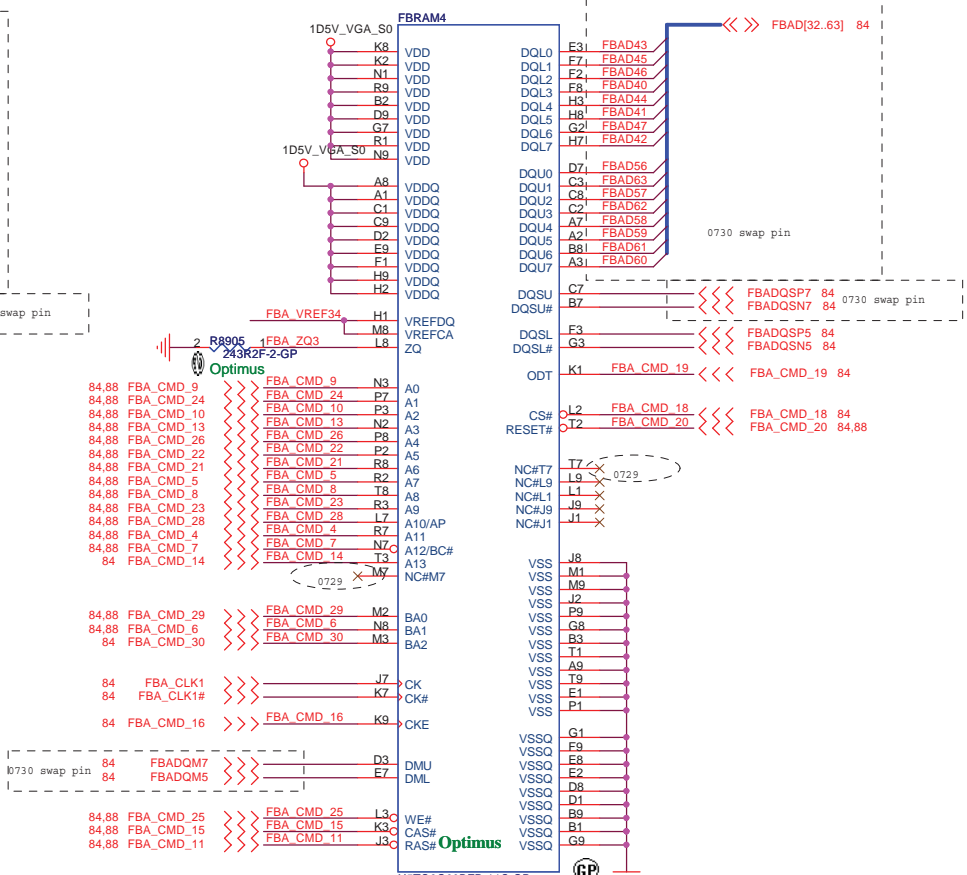 FBRAM4
1D5V_VGA_S0
FBAD[32..63] 84
K8 VDD DQL0 E3 FBAD43
K2 VDD DQL1 F7 FBAD45
N1 VDD DQL2 F2 FBAD46
R9 VDD DQL3 F8 FBAD40
B2 VDD DQL4 H3 FBAD44
D9 VDD DQL5 H8 FBAD41
G7 VDD DQL6 G2 FBAD47
R1 VDD DQL7 H7 FBAD42
1D5V_VGA_S0 N9 VDD
DQU0 D7 FBAD56
A8 VDDQ DQU1 C3 FBAD63
A1 VDDQ DQU2 C8 FBAD57
C1 VDDQ DQU3 C2 FBAD62
C9 VDDQ DQU4 A7 FBAD58
D2 VDDQ DQU5 A2 FBAD59
0730 swap pin
E9 VDDQ DQU6 B8 FBAD61
F1 VDDQ DQU7 A3 FBAD60
H9 VDDQ
H2 VDDQ DQSU C7 FBADQSP7 84
DQSU# B7 FBADQSN7 84
0730 swap pin
swap pin
FBA_VREF34 H1 VREFDQ
M8 VREFCA DQSL F3 FBADQSP5 84
2 R8905 1 FBA_ZQ3 L8 ZQ DQSL# G3 FBADQSN5 84
243R2F-2-GP
Optimus
ODT K1 FBA_CMD_19 FBA_CMD_19 84
84,88 FBA_CMD_9 FBA_CMD_9 N3 A0
84,88 FBA_CMD_24 FBA_CMD_24 P7 A1
84,88 FBA_CMD_10 FBA_CMD_10 P3 A2 CS# L2 FBA_CMD_18 FBA_CMD_18 84
84,88 FBA_CMD_13 FBA_CMD_13 N2 A3 RESET# T2 FBA_CMD_20 FBA_CMD_20 84,88
84,88 FBA_CMD_26 FBA_CMD_26 P8 A4
84,88 FBA_CMD_22 FBA_CMD_22 P2 A5
84,88 FBA_CMD_21 FBA_CMD_21 R8 A6 NC#T7 T7
84,88 FBA_CMD_5 FBA_CMD_5 R2 A7 NC#L9 L9 0729
84,88 FBA_CMD_8 FBA_CMD_8 T8 A8 NC#L1 L1
84,88 FBA_CMD_23 FBA_CMD_23 R3 A9 NC#J9 J9
84,88 FBA_CMD_28 FBA_CMD_28 L7 A10/AP NC#J1 J1
84,88 FBA_CMD_4 FBA_CMD_4 R7 A11
84,88 FBA_CMD_7 FBA_CMD_7 N7 A12/BC#
84 FBA_CMD_14 FBA_CMD_14 T3 A13 VSS J8
0729 M7 NC#M7 VSS M1
VSS M9
VSS J2
84,88 FBA_CMD_29 FBA_CMD_29 M2 BA0 VSS P9
84,88 FBA_CMD_6 FBA_CMD_6 N8 BA1 VSS G8
84 FBA_CMD_30 FBA_CMD_30 M3 BA2 VSS B3
VSS T1
VSS A9
84 FBA_CLK1 J7 CK VSS T9
84 FBA_CLK1# K7 CK# VSS E1
VSS P1
84 FBA_CMD_16 FBA_CMD_16 K9 CKE
VSSQ G1
VSSQ F9
0730 swap pin
84 FBADQM7 D3 DMU VSSQ E8
84 FBADQM5 E7 DML VSSQ E2
VSSQ D8
VSSQ D1
84,88 FBA_CMD_25 FBA_CMD_25 L3 WE# VSSQ B9
84,88 FBA_CMD_15 FBA_CMD_15 K3 CAS# VSSQ B1
84,88 FBA_CMD_11 FBA_CMD_11 J3 RAS# Optimus VSSQ G9
GP